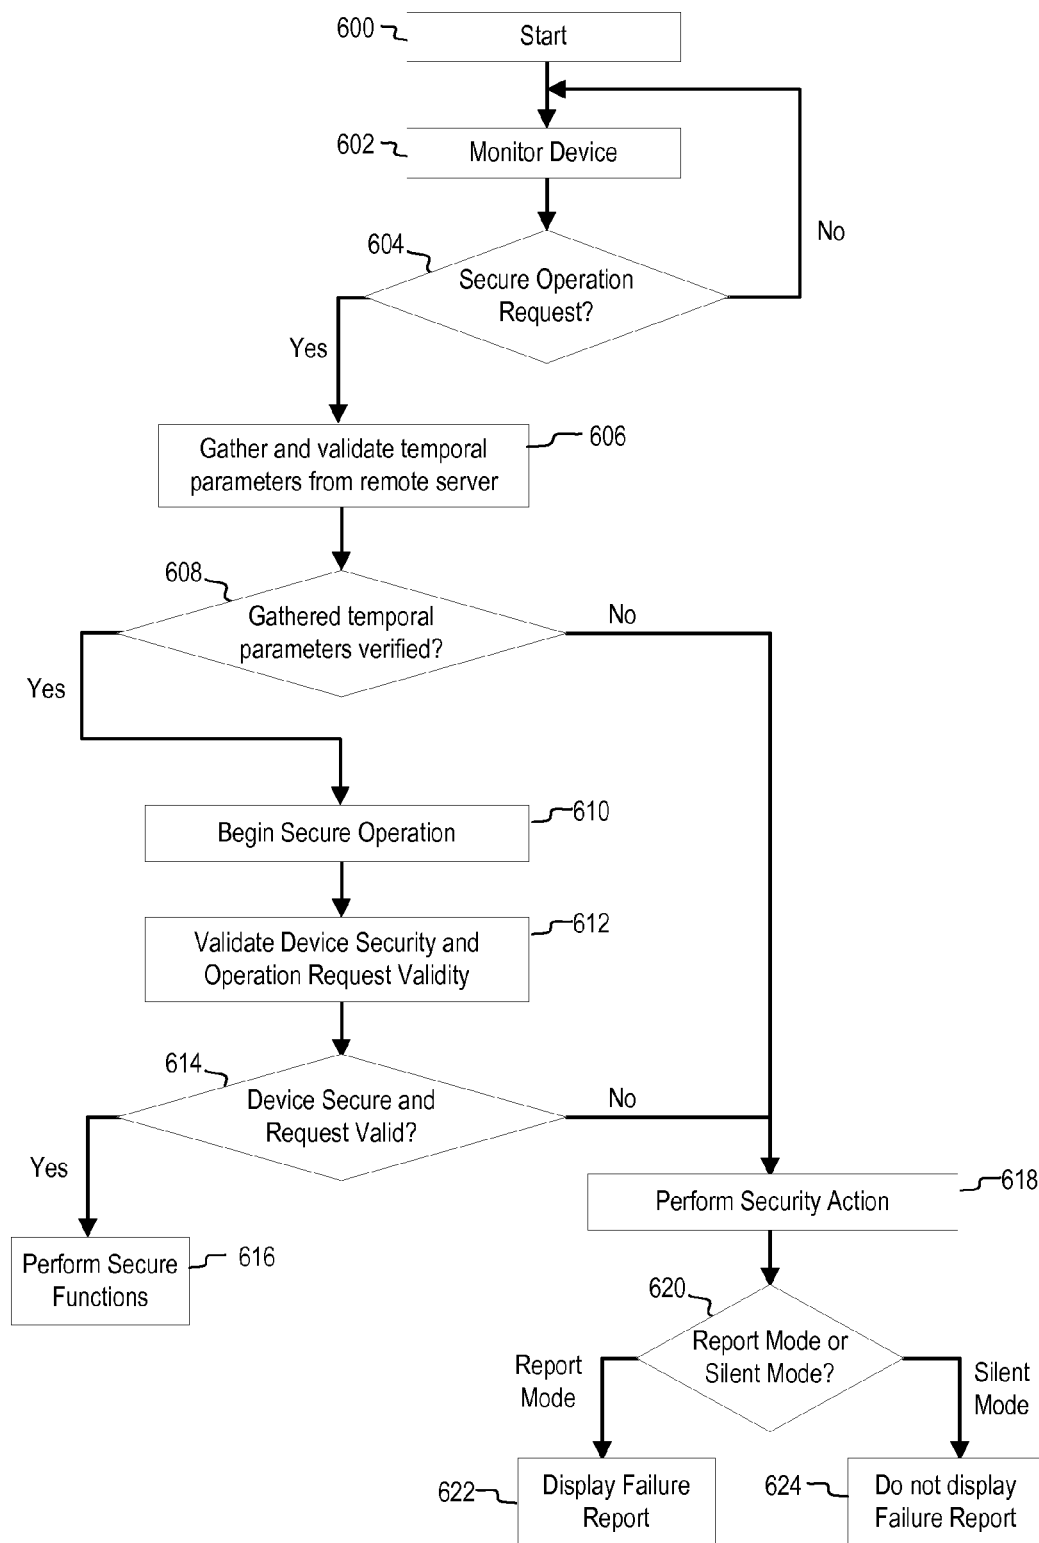 600
Start
602
Monitor Device
No
604
Secure Operation
Request?
Yes
606
Gather and validate temporal
parameters from remote server
608
Gathered temporal
parameters verified?
No
Yes
610
Begin Secure Operation
612
Validate Device Security and
Operation Request Validity
614
Device Secure and
Request Valid?
No
Yes
618
Perform Security Action
616
Perform Secure
Functions
620
Report Mode or
Silent Mode?
Report
Mode
Silent
Mode
622
Display Failure
Report
624
Do not display
Failure Report